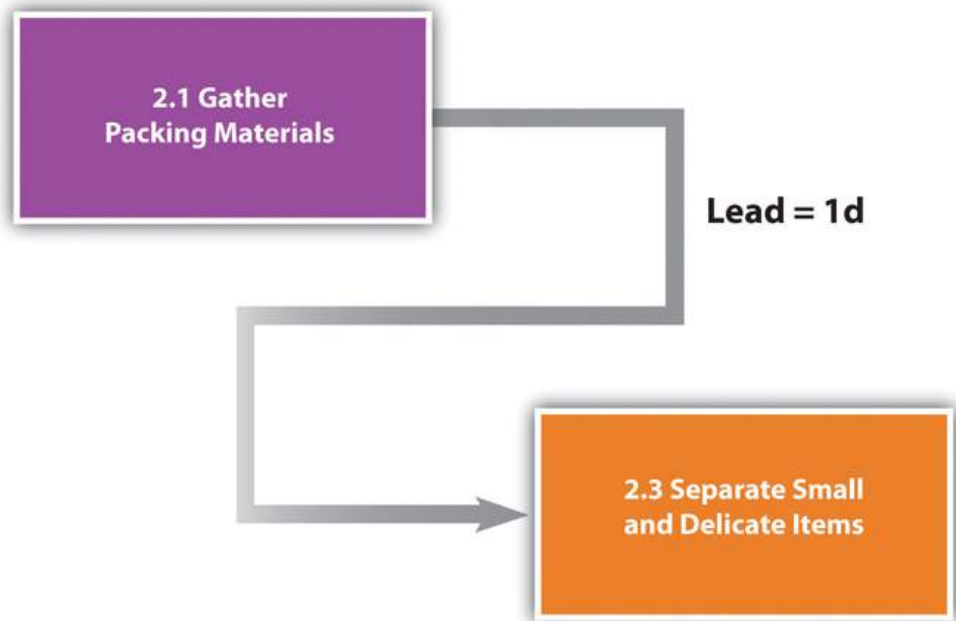 2.1 Gather
Packing Materials
Lead = 1d
2.3 Separate Small
and Delicate Items